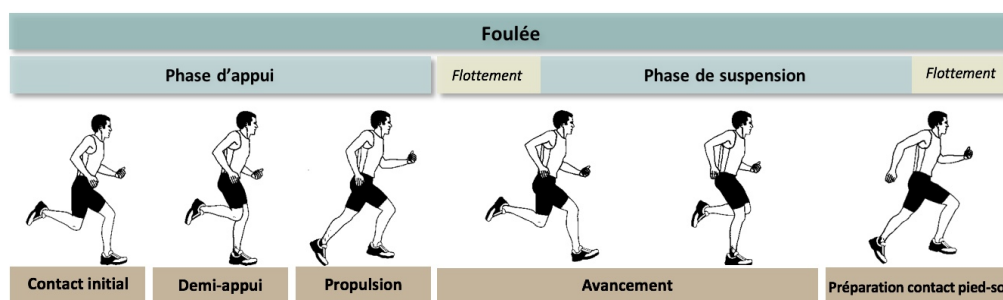 Foulée
Phase d’appui
Flottement
Phase de suspension
Flottement
Contact initial
Demi-appui
Propulsion
Avancement
Préparation contact pied-so